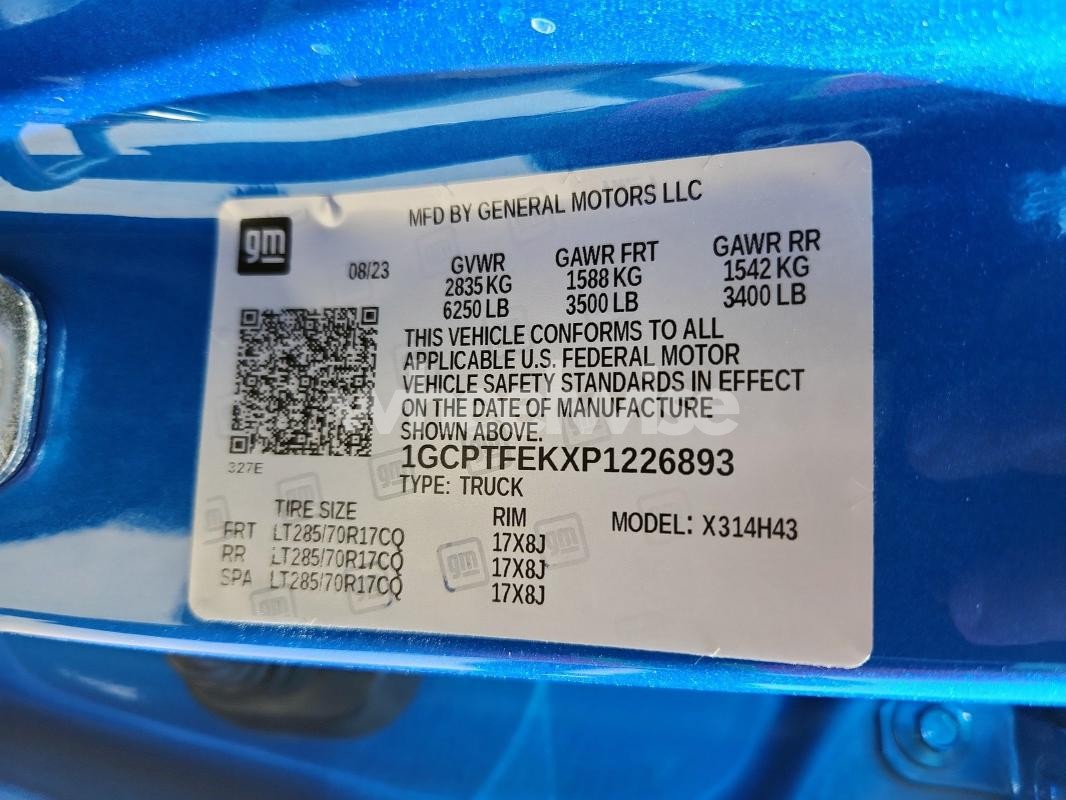 MFD BY GENERAL MOTORS LLC
gm
08/23
GVWR GAWR FRT GAWR RR
2835 KG 1588 KG 1542 KG
6250 LB 3500 LB 3400 LB
THIS VEHICLE CONFORMS TO ALL
APPLICABLE U.S. FEDERAL MOTOR
VEHICLE SAFETY STANDARDS IN EFFECT
ON THE DATE OF MANUFACTURE
SHOWN ABOVE.
327E
1GCPTFEKXP1226893
TYPE: TRUCK
TIRE SIZE RIM MODEL: X314H43
FRT LT285/70R17CQ 17X8J
RR LT285/70R17CQ 17X8J
SPA LT285/70R17CQ 17X8J